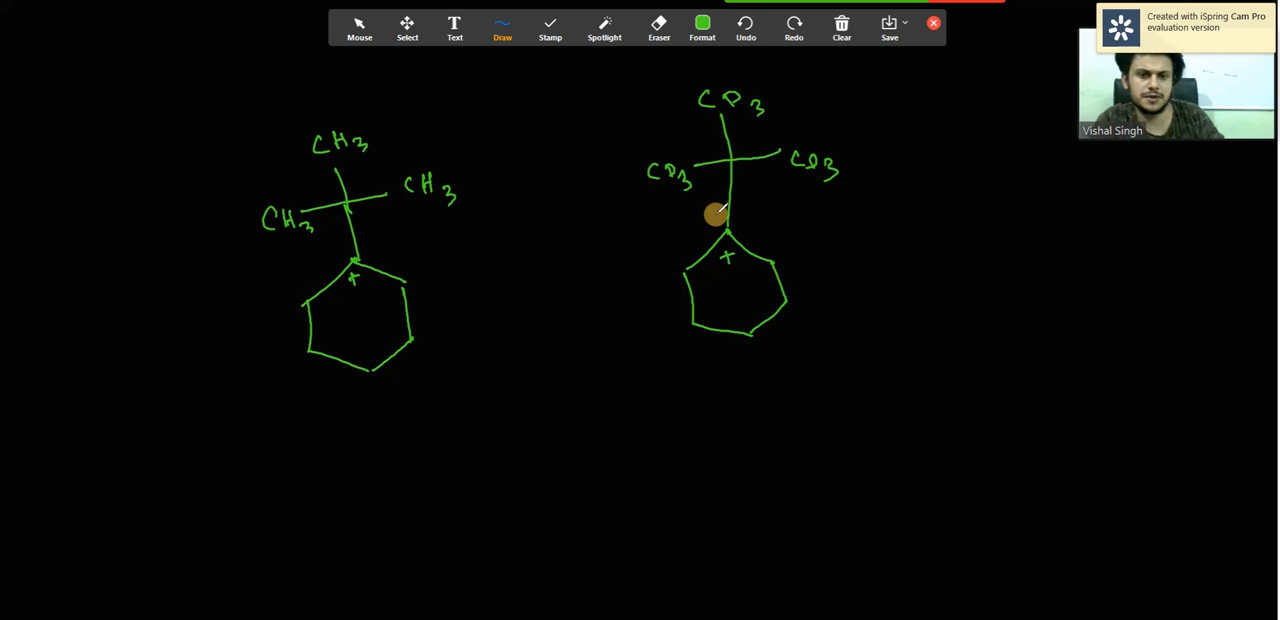 Mouse
Select
Text
Draw
Stamp
Spotlight
Eraser
Format
Undo
Redo
Clear
Save
Created with iSpring Cam Pro
evaluation version
Vishal Singh
CH3
CH3
CH3
+
CD3
CD3
CD3
+